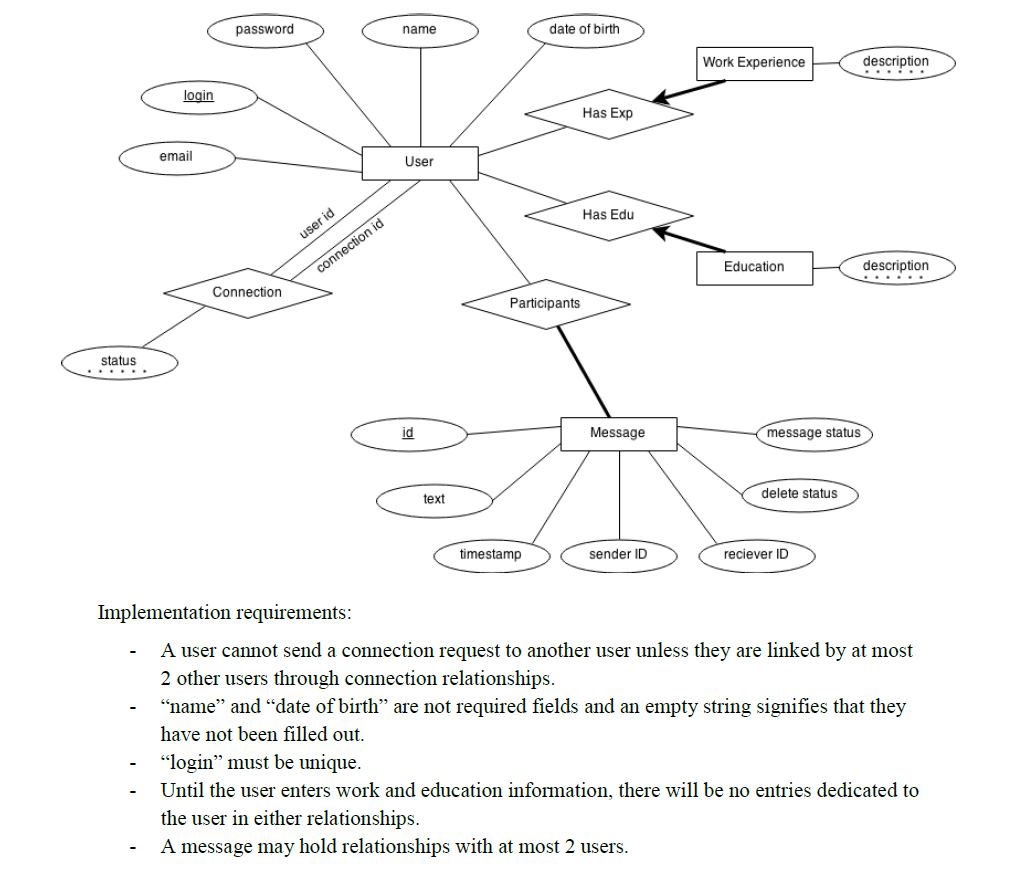 password
name
date of birth
Work Experience
description
login
Has Exp
email
User
user id
connection id
Has Edu
Education
description
Connection
Participants
status
id
Message
message status
text
delete status
timestamp
sender ID
reciever ID
Implementation requirements:
- A user cannot send a connection request to another user unless they are linked by at most
2 other users through connection relationships.
- “name” and “date of birth” are not required fields and an empty string signifies that they
have not been filled out.
- “login” must be unique.
- Until the user enters work and education information, there will be no entries dedicated to
the user in either relationships.
- A message may hold relationships with at most 2 users.